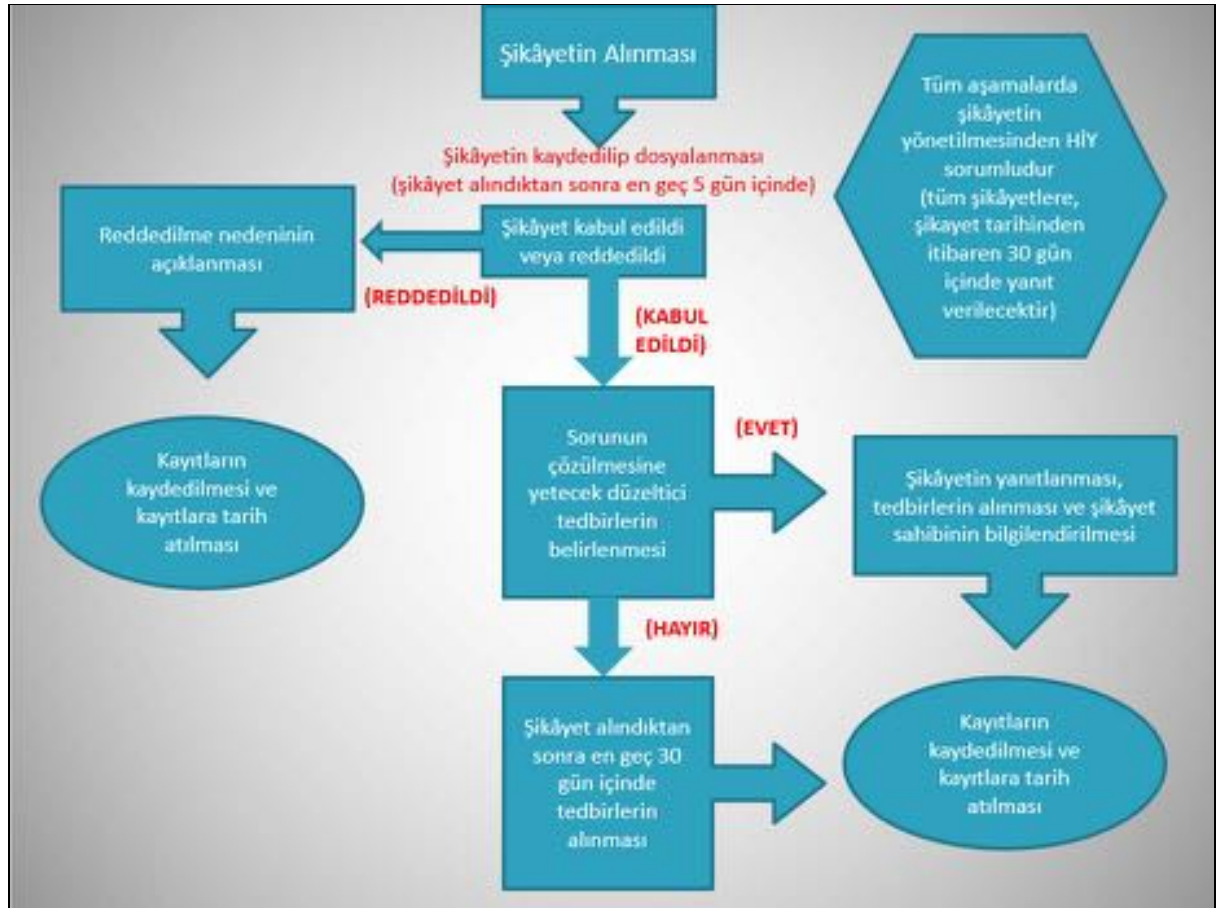 Şikâyetin Alınması
Tüm aşamalarda
şikâyetin
yönetilmesinden HİY
sorumludur
(tüm şikâyetlere,
şikayet tarihinden
itibaren 30 gün
içinde yanıt
verilecektir)
Şikâyetin kaydedilip dosyalanması
(şikâyet alındıktan sonra en geç 5 gün içinde)
Şikâyet kabul edildi
veya reddedildi
Reddedilme nedeninin
açıklanması
(REDDEDİLDİ)
(KABUL
EDİLDİ)
Kayıtların
kaydedilmesi ve
kayıtlara tarih
atılması
Sorunun
çözülmesine
yetecek düzeltici
tedbirlerin
belirlenmesi
(EVET)
Şikâyetin yanıtlanması,
tedbirlerin alınması ve şikâyet
sahibinin bilgilendirilmesi
(HAYIR)
Şikâyet alındıktan
sonra en geç 30
gün içinde
tedbirlerin
alınması
Kayıtların
kaydedilmesi ve
kayıtlara tarih
atılması